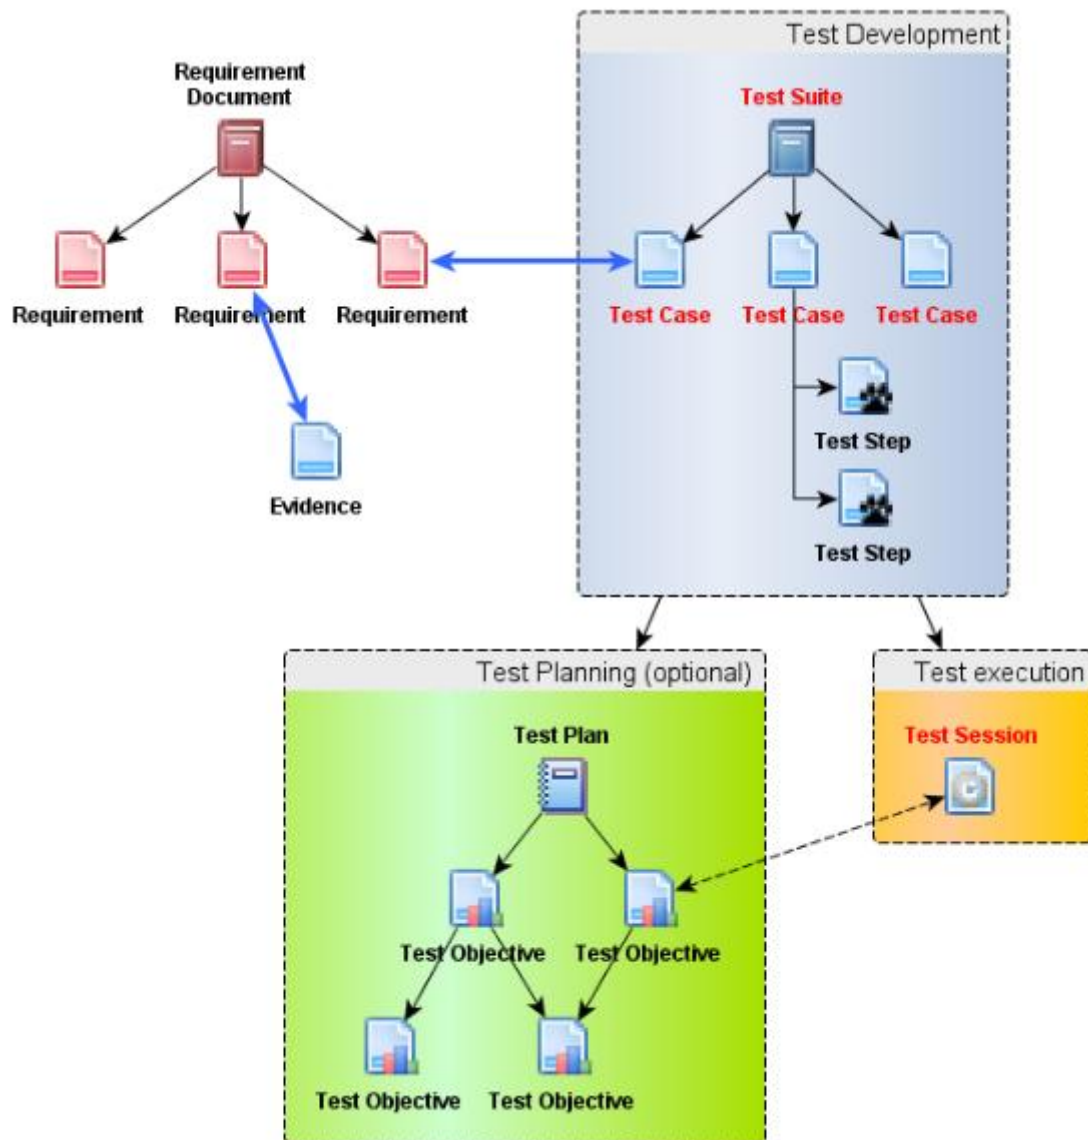 Test Development
Requirement
Document
Test Suite
Requirement
Requirement
Requirement
Test Case
Test Case
Test Case
Test Step
Evidence
Test Step
Test Planning (optional)
Test execution
Test Plan
Test Session
Test Objective
Test Objective
Test Objective
Test Objective